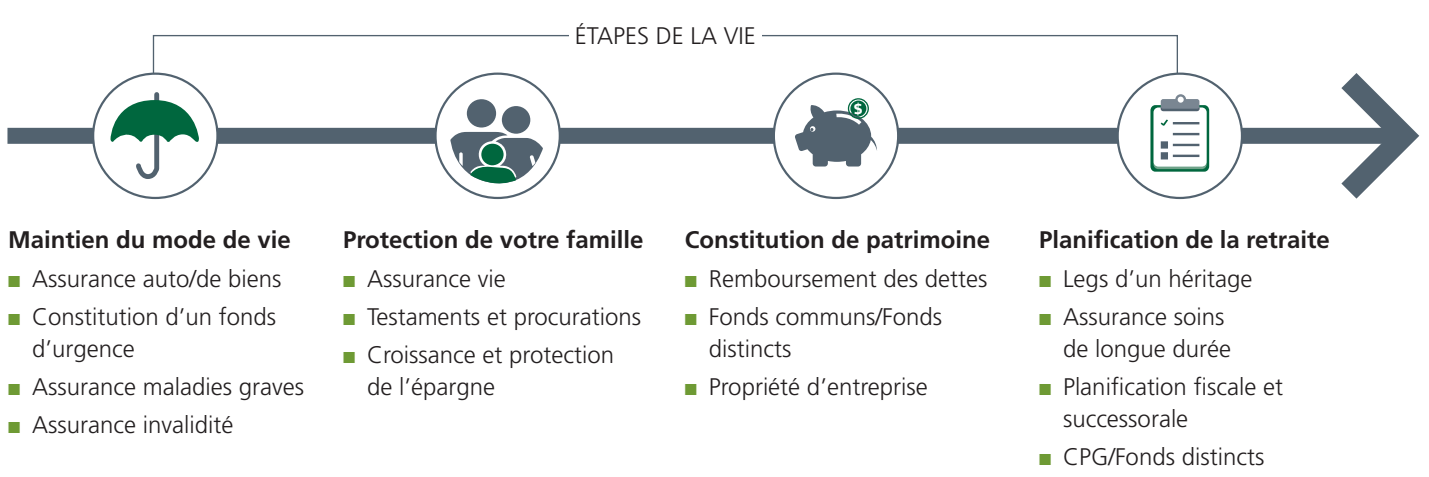 ÉTAPES DE LA VIE
$
Maintien du mode de vie
■ Assurance auto/de biens
■ Constitution d’un fonds
d’urgence
■ Assurance maladies graves
■ Assurance invalidité
Protection de votre famille
■ Assurance vie
■ Testaments et procurations
■ Croissance et protection
de l’épargne
Constitution de patrimoine
■ Remboursement des dettes
■ Fonds communs/Fonds
distincts
■ Propriété d’entreprise
Planification de la retraite
■ Legs d’un héritage
■ Assurance soins
de longue durée
■ Planification fiscale et
successorale
■ CPG/Fonds distincts